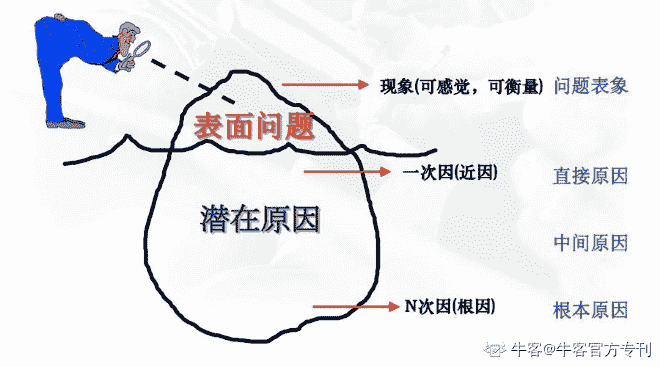 现象(可感觉，可衡量) 问题表象
表面问题
一次因(近因) 直接原因
潜在原因
中间原因
N次因(根因) 根本原因
牛客@牛客官方专刊